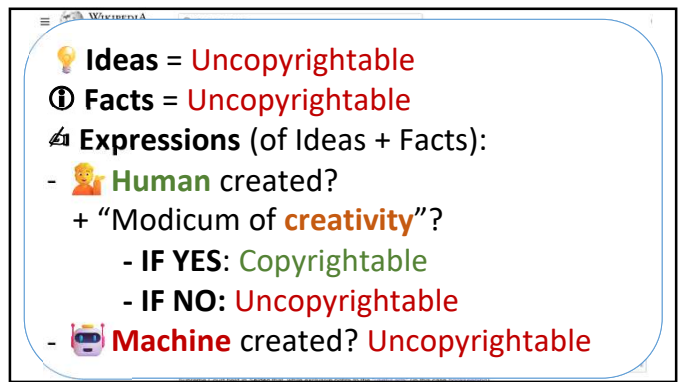 WIKIPEDIA
💡 Ideas = Uncopyrightable
🛈 Facts = Uncopyrightable
✍ Expressions (of Ideas + Facts):
- 💁 Human created?
+ “Modicum of creativity”?
- IF YES: Copyrightable
- IF NO: Uncopyrightable
- 🤖 Machine created? Uncopyrightable